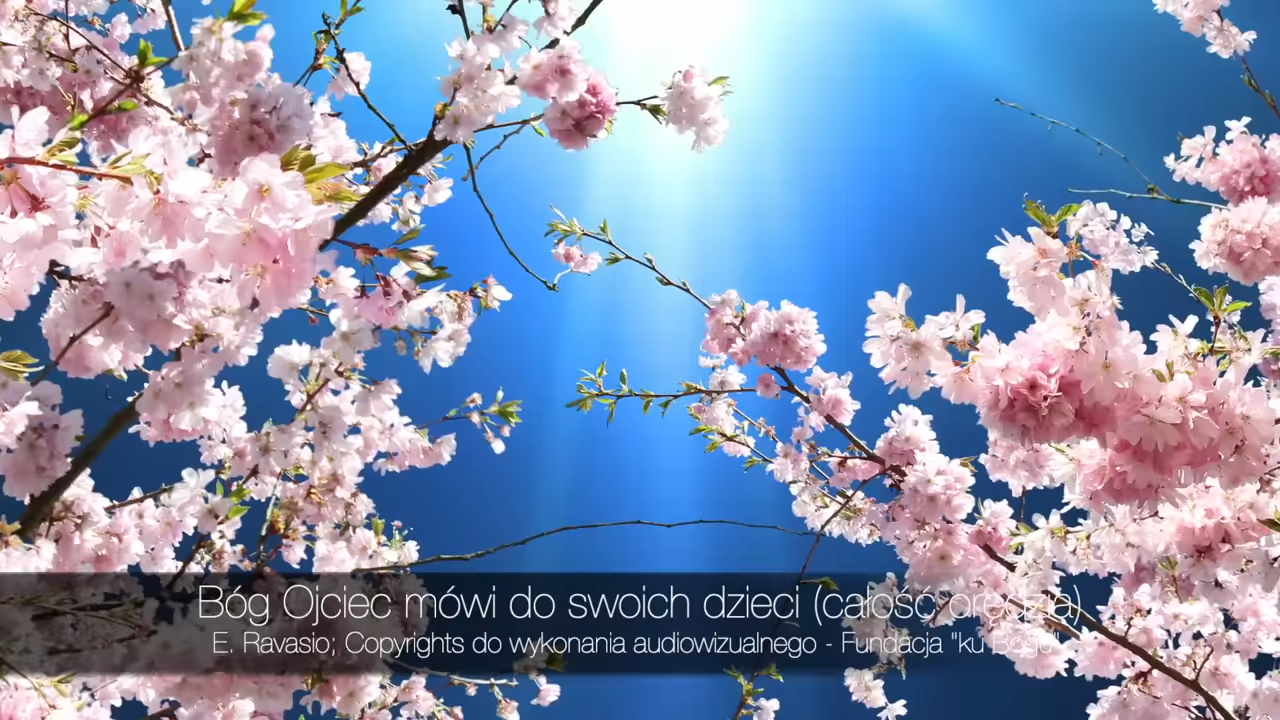 Bóg Ojciec mówi do swoich dzieci (całość orędzia)
E. Ravasio; Copyrights do wykonania audiowizualnego - Fundacja "ku Bogu"